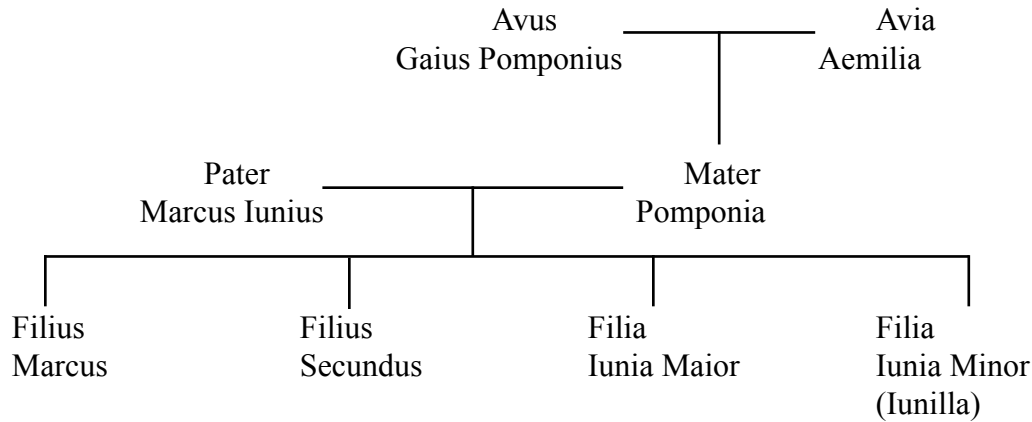 Avus
Gaius Pomponius
Avia
Aemilia
Pater
Marcus Iunius
Mater
Pomponia
Filius
Marcus
Filius
Secundus
Filia
Iunia Maior
Filia
Iunia Minor
(Iunilla)